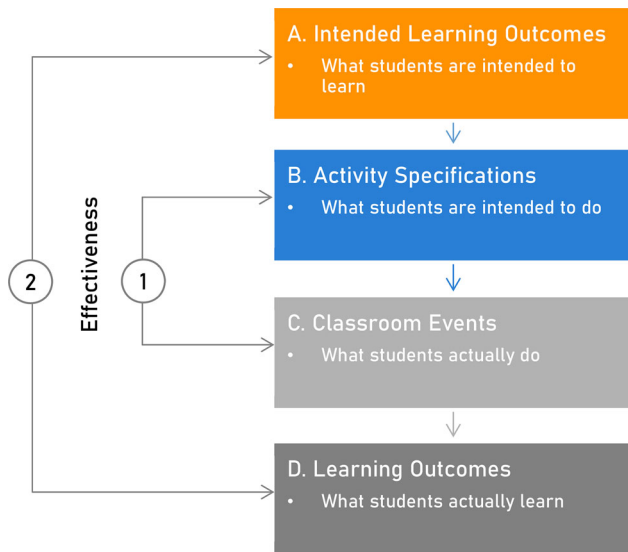 A. Intended Learning Outcomes
• What students are intended to
learn
B. Activity Specifications
• What students are intended to do
Effectiveness
2
1
C. Classroom Events
• What students actually do
D. Learning Outcomes
• What students actually learn